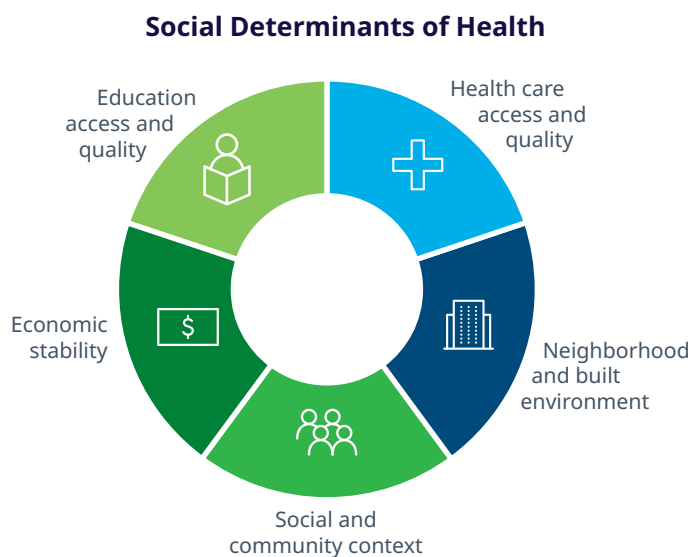 Social Determinants of Health
Education
access and
quality
Health care
access and
quality
$
Economic
stability
Neighborhood
and built
environment
Social and
community context